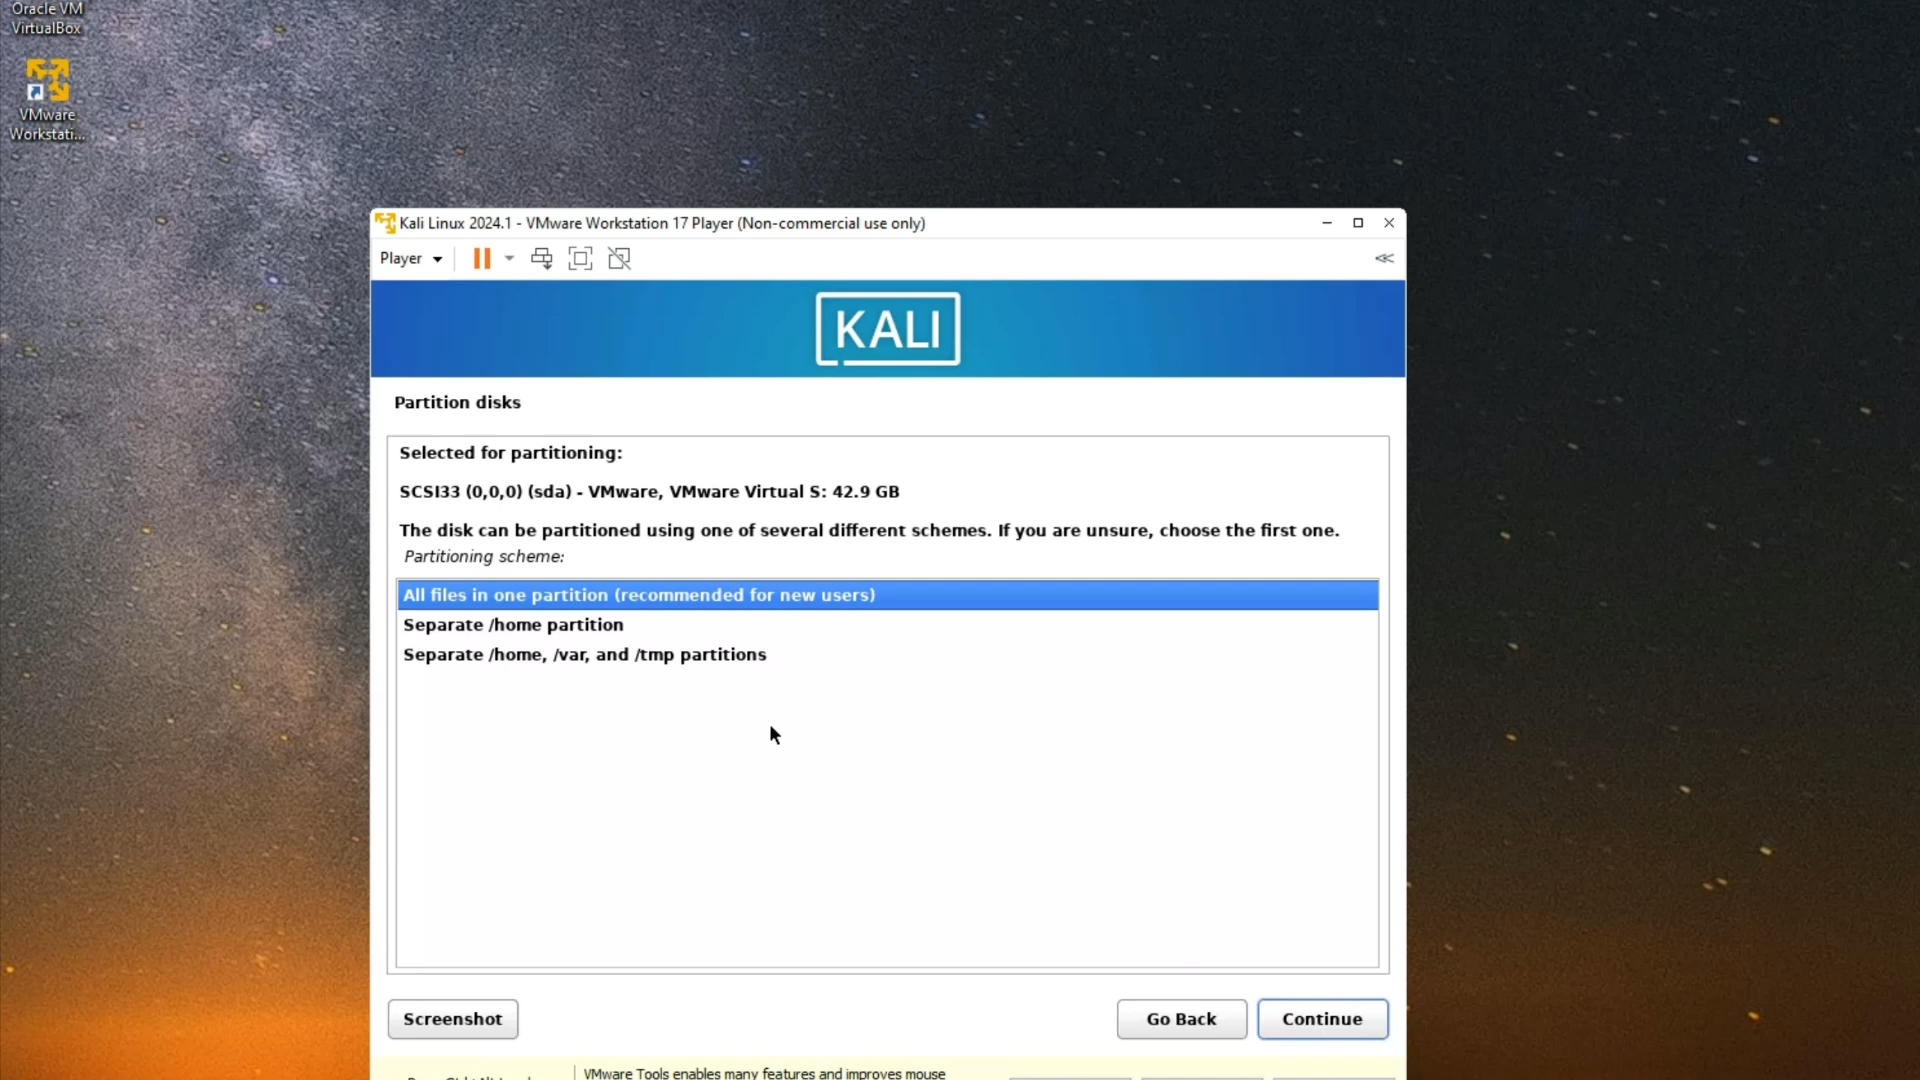 Oracle VM
VirtualBox
VMware
Workstati...
Kali Linux 2024.1 - VMware Workstation 17 Player (Non-commercial use only)
Player
KALI
Partition disks
Selected for partitioning:
SCSI33 (0,0,0) (sda) - VMware, VMware Virtual S: 42.9 GB
The disk can be partitioned using one of several different schemes. If you are unsure, choose the first one.
Partitioning scheme:
All files in one partition (recommended for new users)
Separate /home partition
Separate /home, /var, and /tmp partitions
Screenshot
Go Back
Continue
VMware Tools enables many features and improves mouse